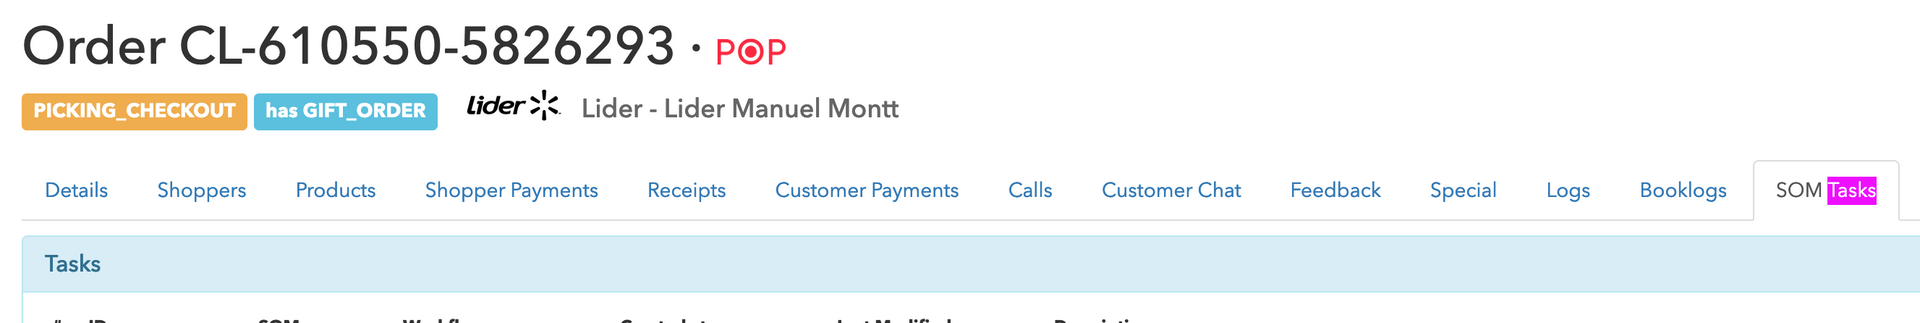 Order CL-610550-5826293 · POP
PICKING_CHECKOUT has GIFT_ORDER lider Lider - Lider Manuel Montt
Details Shoppers Products Shopper Payments Receipts Customer Payments Calls Customer Chat Feedback Special Logs Booklogs SOM Tasks
Tasks